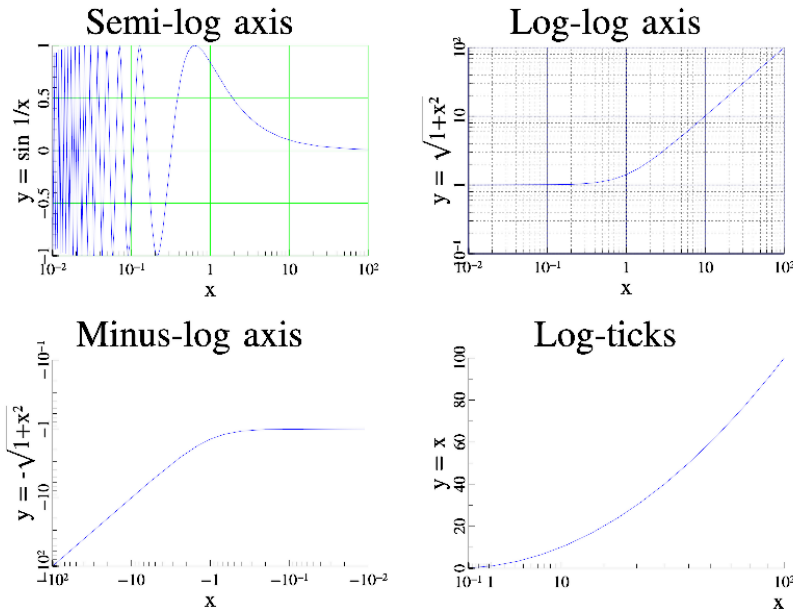 Semi-log axis
y = sin 1/x
1
0.5
0
−0.5
−1
10⁻² 10⁻¹ 1 10 10²
x
Log-log axis
y = √1+x²
10²
10
1
10⁻¹
10⁻² 10⁻¹ 1 10 10²
x
Minus-log axis
y = -√1+x²
−10⁻¹
−1
−10
−10²
−10² −10 −1 −10⁻¹ −10⁻²
x
Log-ticks
y = x
100
80
60
40
20
0
10⁻¹ 1 10 10²
x